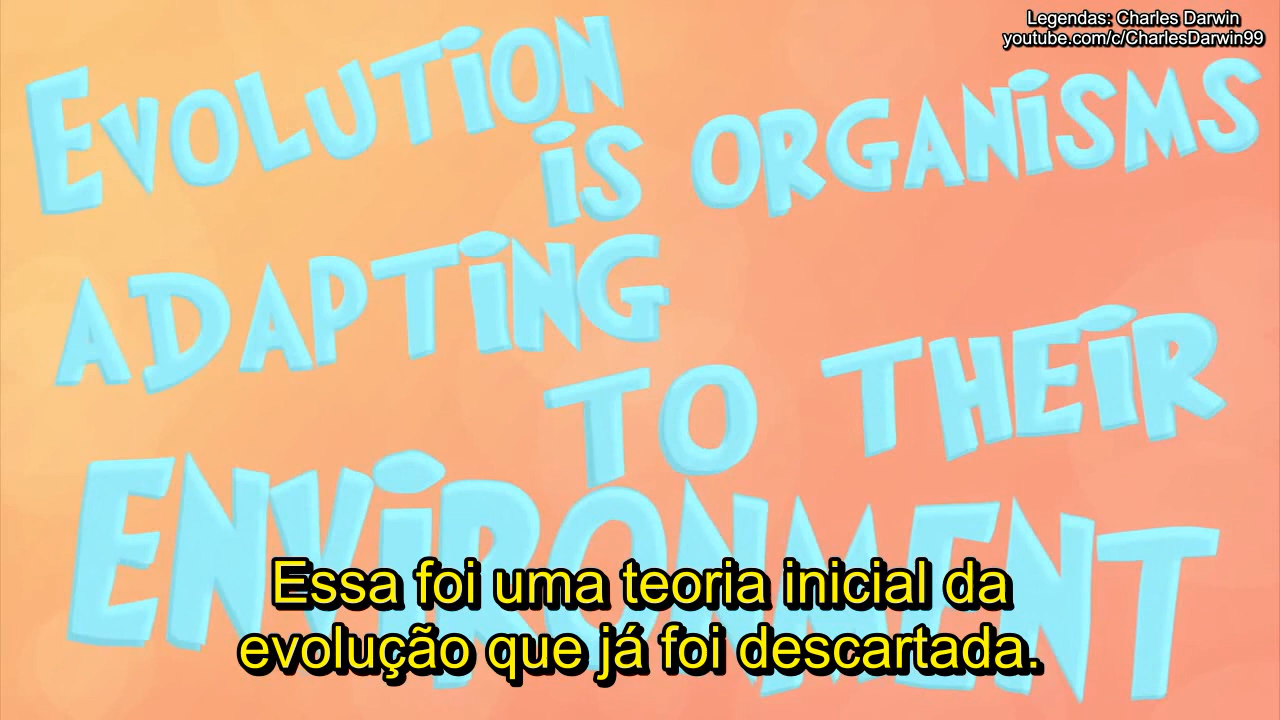 Legendas: Charles Darwin
youtube.com/c/CharlesDarwin99
EVOLUTION
iS ORGANiSMS
ADAPTiNG
TO THEiR
ENViRONMENT
Essa foi uma teoria inicial da
evolução que já foi descartada.